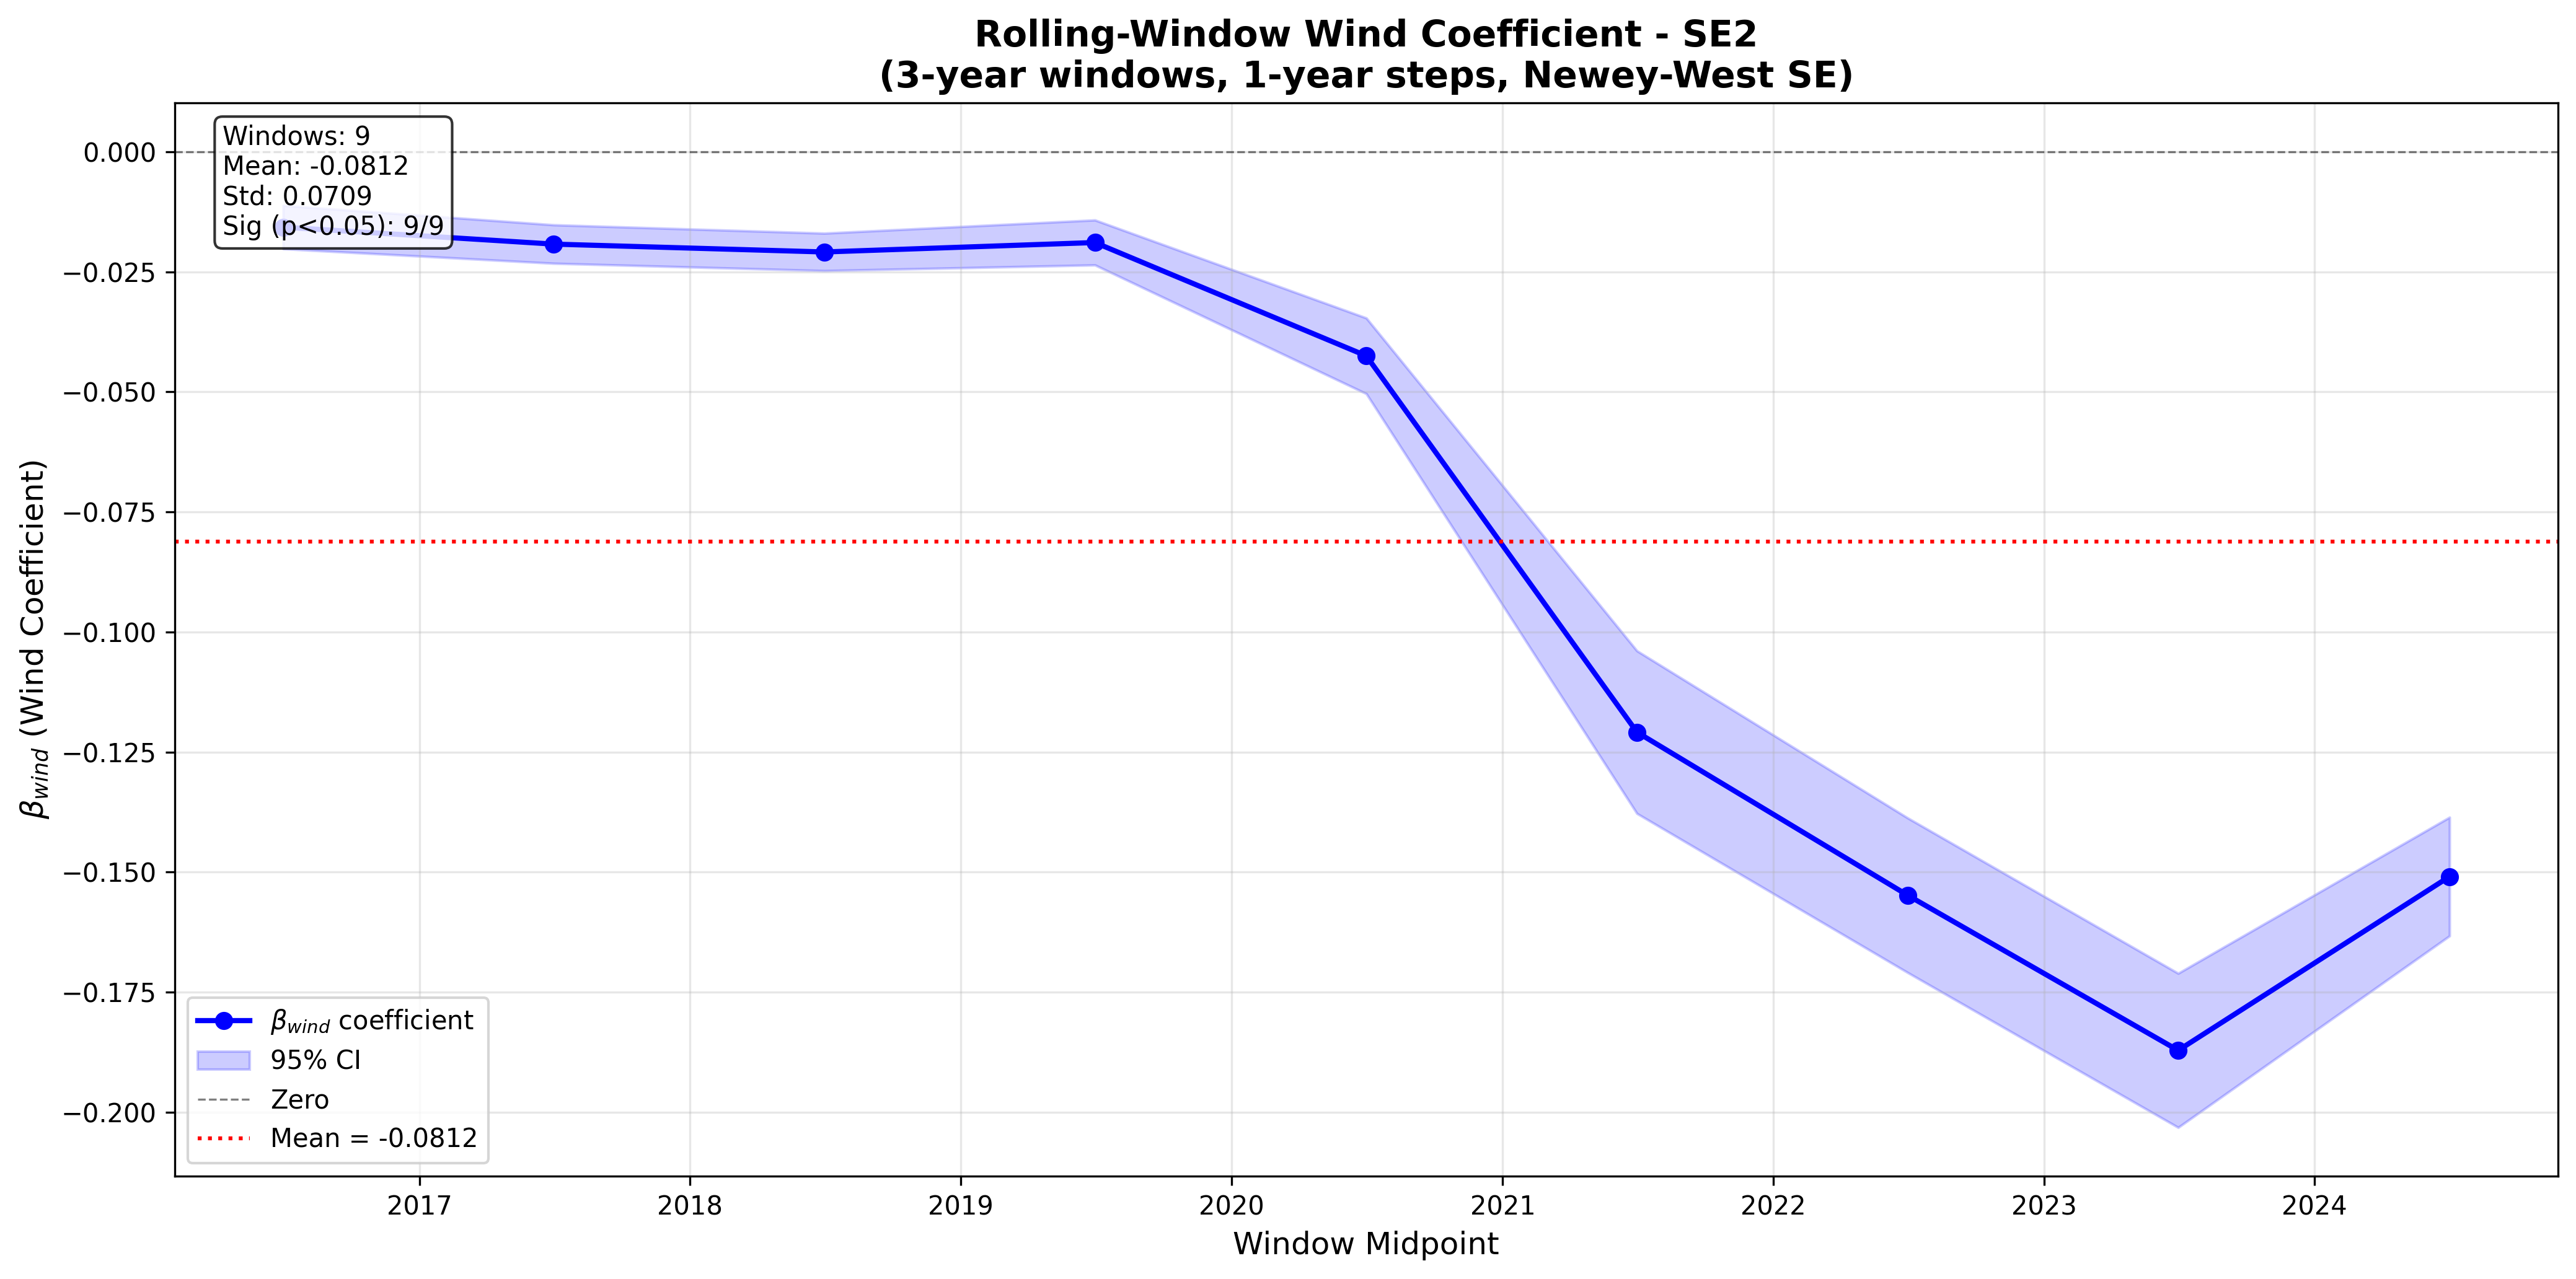 Rolling-Window Wind Coefficient - SE2
(3-year windows, 1-year steps, Newey-West SE)
Windows: 9
Mean: -0.0812
Std: 0.0709
Sig (p<0.05): 9/9
0.000
−0.025
−0.050
−0.075
−0.100
−0.125
−0.150
−0.175
−0.200
β_wind (Wind Coefficient)
β_wind coefficient
95% CI
Zero
Mean = -0.0812
2017 2018 2019 2020 2021 2022 2023 2024
Window Midpoint